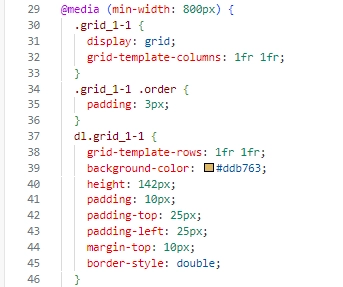 29 @media (min-width: 800px) {
30 .grid_1-1 {
31 display: grid;
32 grid-template-columns: 1fr 1fr;
33 }
34 .grid_1-1 .order {
35 padding: 3px;
36 }
37 dl.grid_1-1 {
38 grid-template-rows: 1fr 1fr;
39 background-color: #ddb763;
40 height: 142px;
41 padding: 10px;
42 padding-top: 25px;
43 padding-left: 25px;
44 margin-top: 10px;
45 border-style: double;
46 }